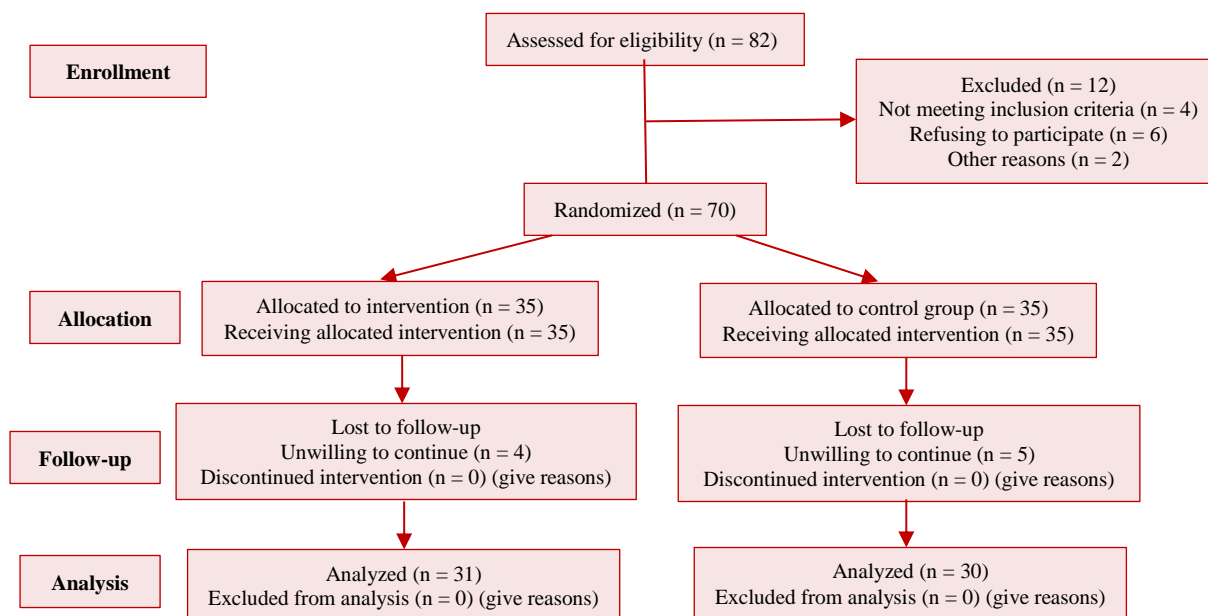 Assessed for eligibility (n = 82)
Enrollment
Excluded (n = 12)
Not meeting inclusion criteria (n = 4)
Refusing to participate (n = 6)
Other reasons (n = 2)
Randomized (n = 70)
Allocation
Allocated to intervention (n = 35)
Receiving allocated intervention (n = 35)
Allocated to control group (n = 35)
Receiving allocated intervention (n = 35)
Follow-up
Lost to follow-up
Unwilling to continue (n = 4)
Discontinued intervention (n = 0) (give reasons)
Lost to follow-up
Unwilling to continue (n = 5)
Discontinued intervention (n = 0) (give reasons)
Analysis
Analyzed (n = 31)
Excluded from analysis (n = 0) (give reasons)
Analyzed (n = 30)
Excluded from analysis (n = 0) (give reasons)